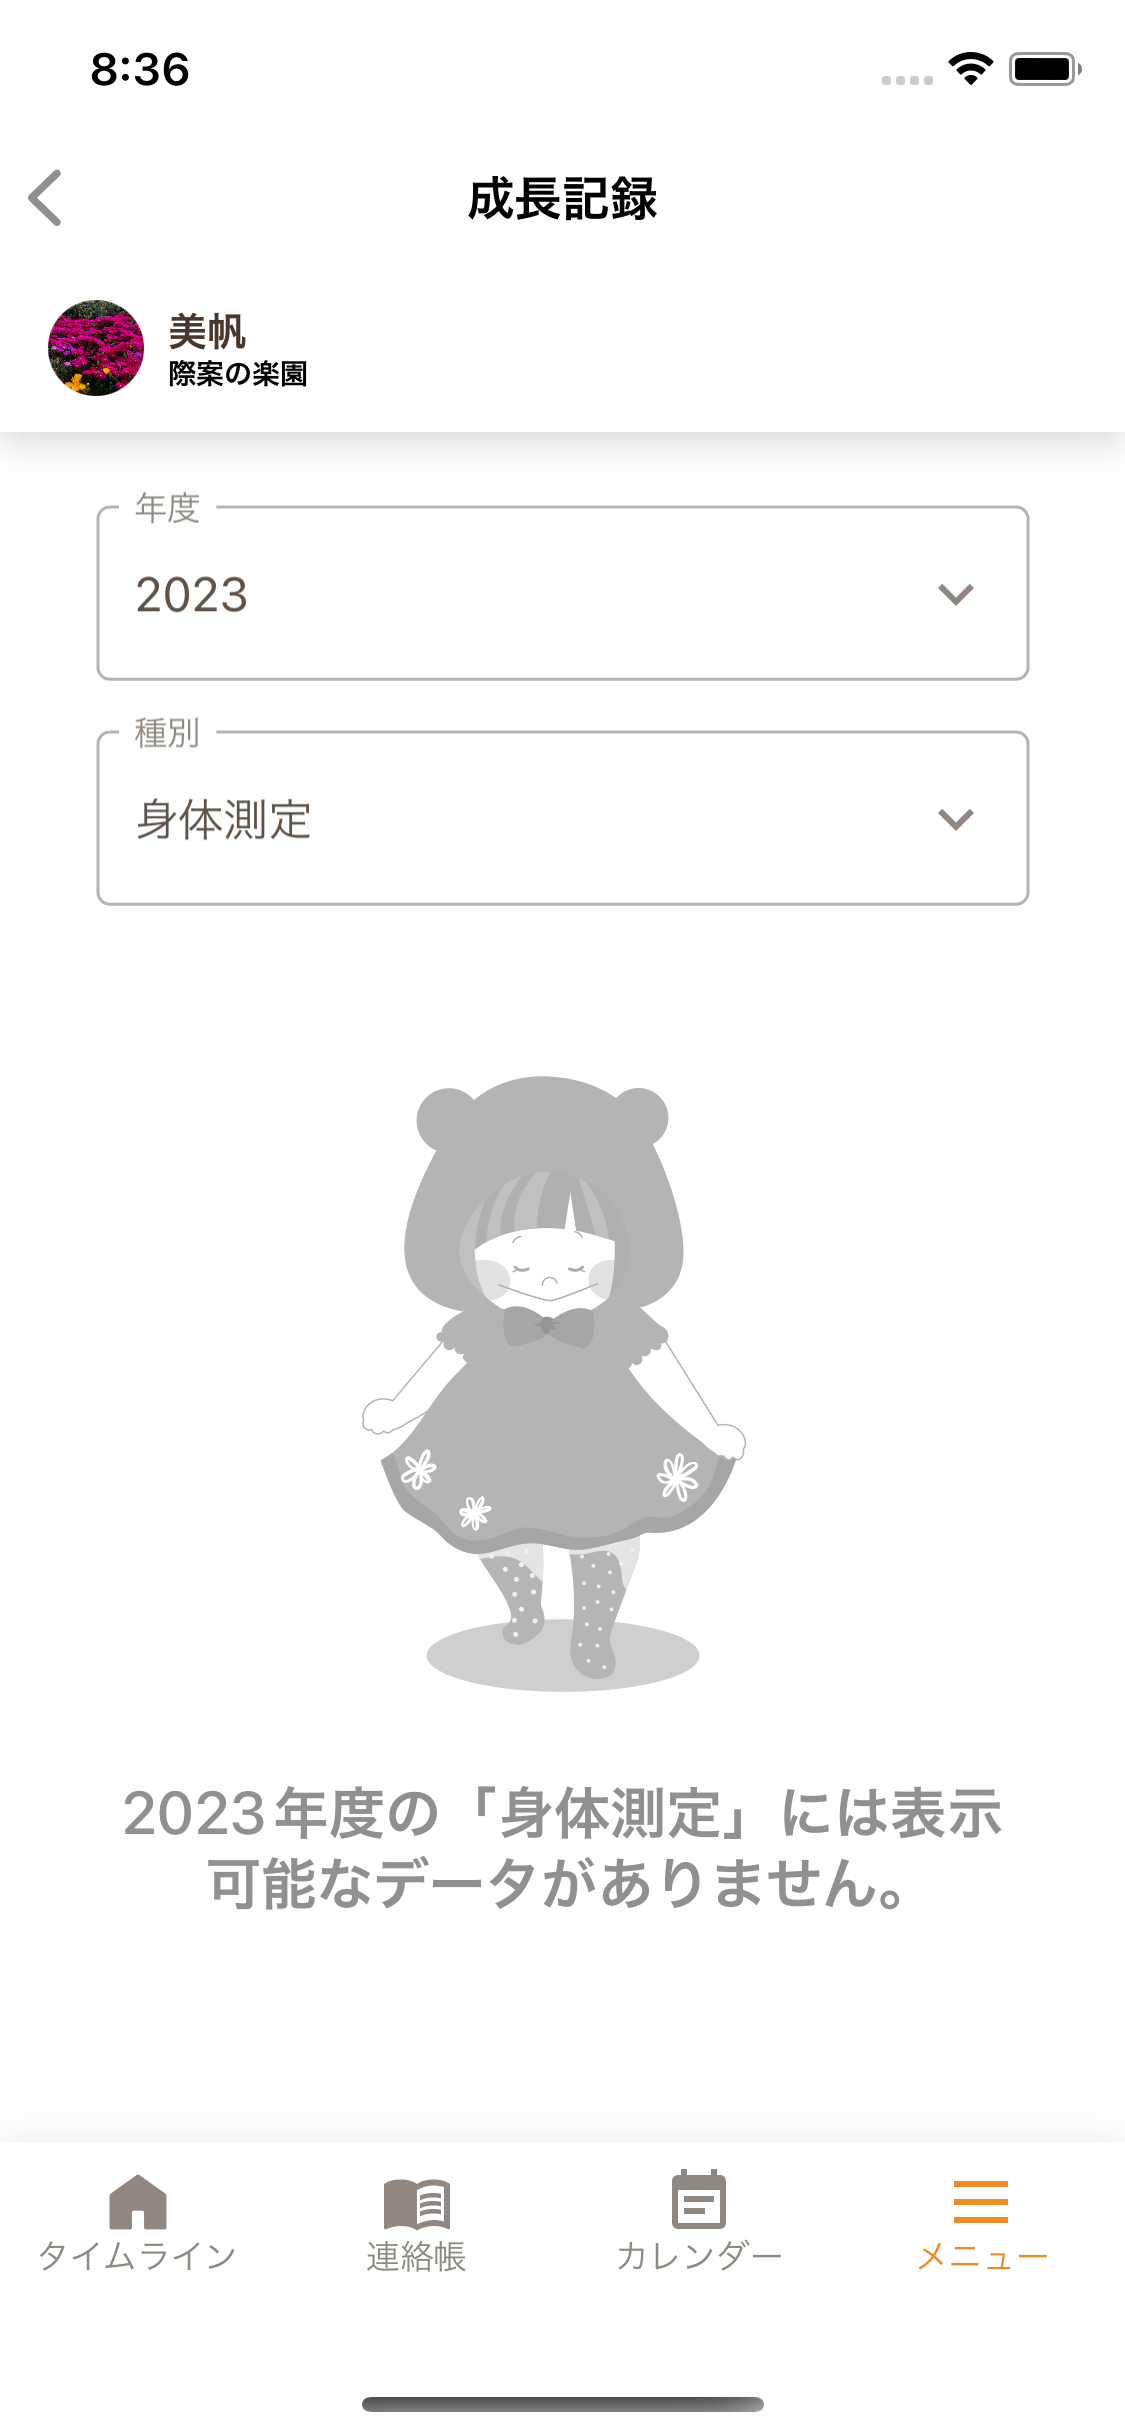 8:36
成長記録
美帆
際案の楽園
年度
2023
種別
身体測定
2023年度の「身体測定」には表示
可能なデータがありません。
タイムライン
連絡帳
カレンダー
メニュー